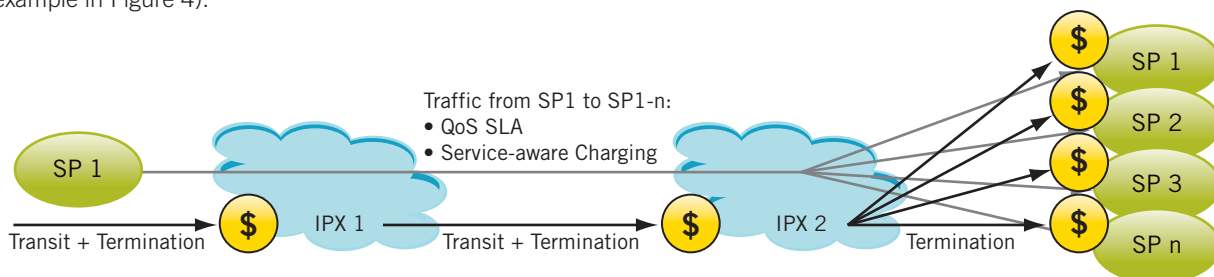 example in Figure 4).
Traffic from SP1 to SP1-n:
• QoS SLA
• Service-aware Charging
SP 1
$
IPX 1
Transit + Termination
$
IPX 2
Transit + Termination
Termination
$
SP 1
$
SP 2
$
SP 3
$
SP n